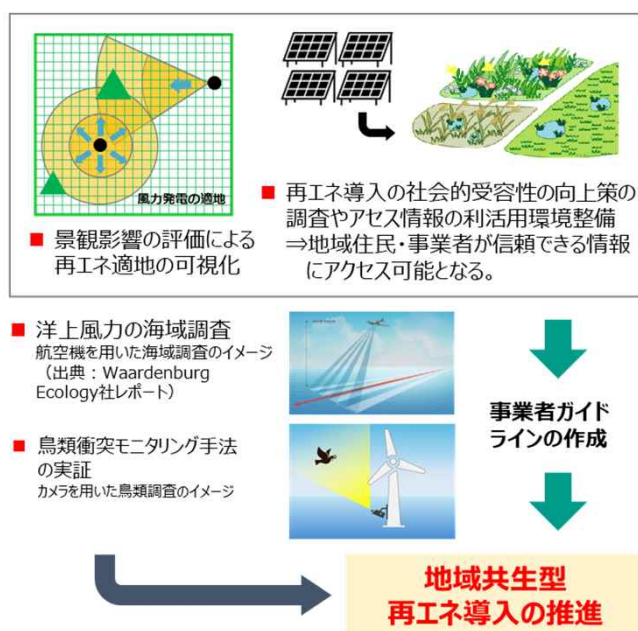 風力発電の適地
■ 景観影響の評価による
再エネ適地の可視化
■ 再エネ導入の社会的受容性の向上策の
調査やアセス情報の利活用環境整備
⇒地域住民・事業者が信頼できる情報
にアクセス可能となる。
■ 洋上風力の海域調査
航空機を用いた海域調査のイメージ
（出典：Waardenburg
Ecology社レポート）
■ 鳥類衝突モニタリング手法
の実証
カメラを用いた鳥類調査のイメージ
事業者ガイド
ラインの作成
地域共生型
再エネ導入の推進